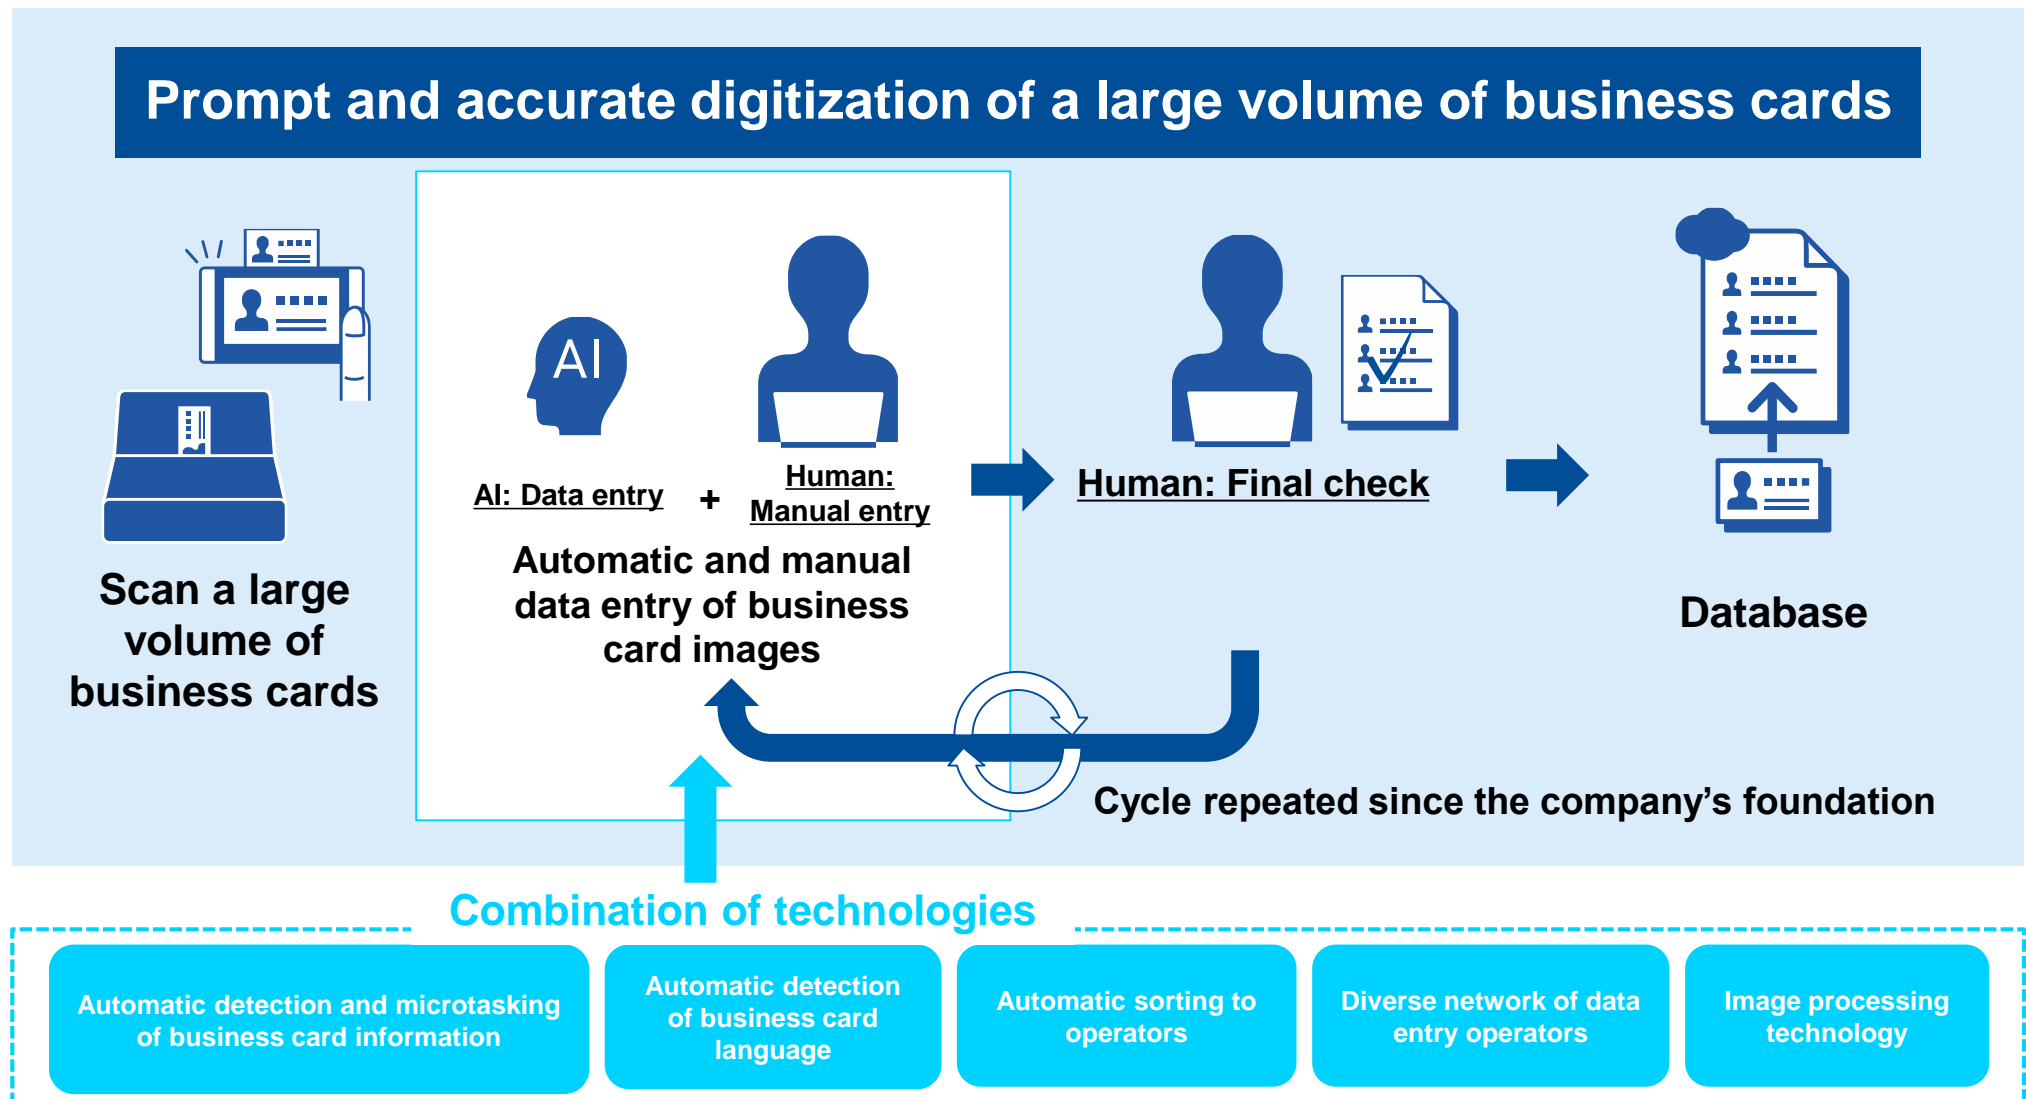 Prompt and accurate digitization of a large volume of business cards
Scan a large
volume of
business cards
AI
AI: Data entry
+
Human:
Manual entry
Automatic and manual
data entry of business
card images
Human: Final check
Database
Cycle repeated since the company’s foundation
Combination of technologies
Automatic detection and microtasking
of business card information
Automatic detection
of business card
language
Automatic sorting to
operators
Diverse network of data
entry operators
Image processing
technology